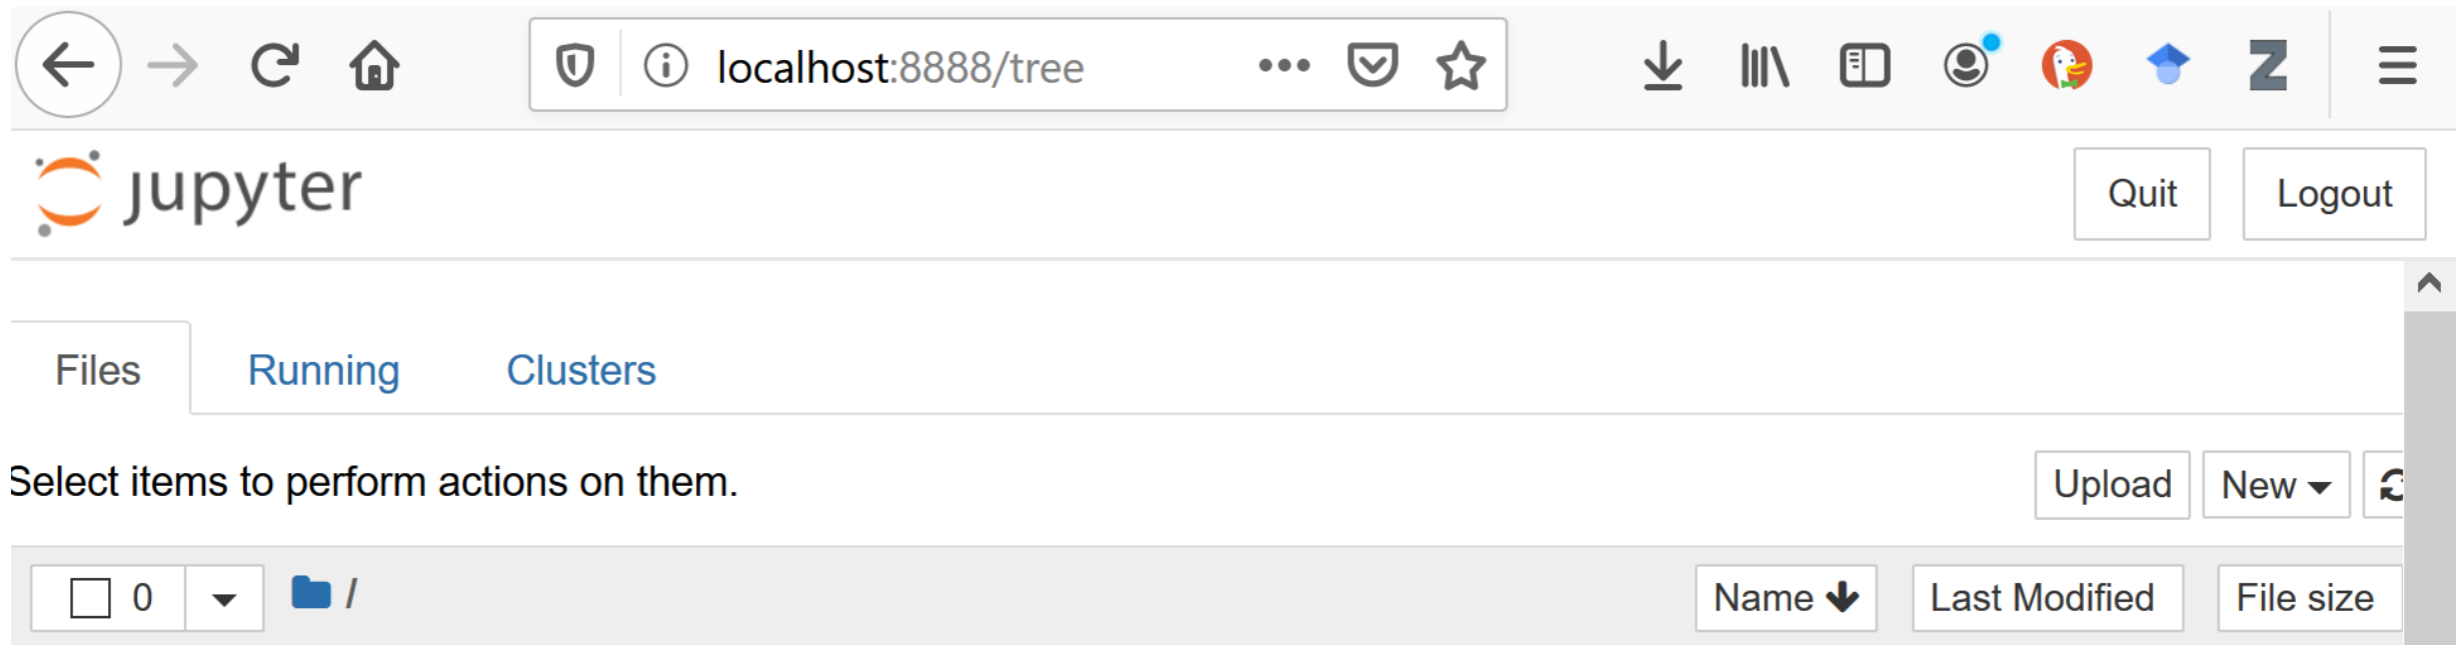 localhost:8888/tree
jupyter
Quit
Logout
Files
Running
Clusters
Select items to perform actions on them.
Upload
New
0
/
Name
Last Modified
File size